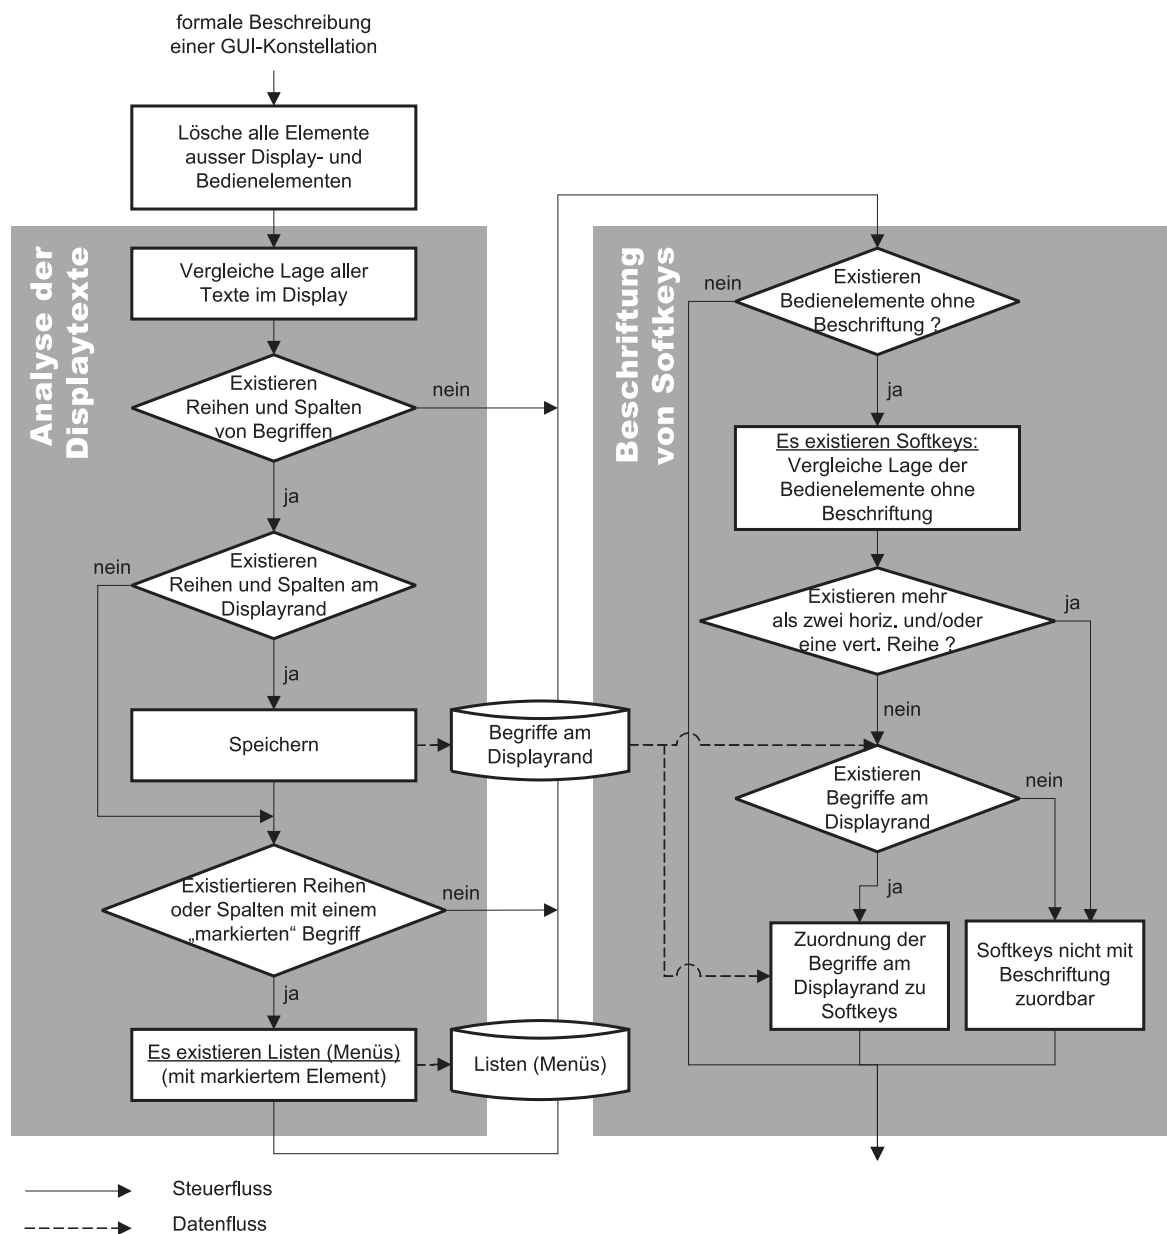 formale Beschreibung
einer GUI-Konstellation
Lösche alle Elemente
ausser Display- und
Bedienelementen
Analyse der
Displaytexte
Vergleiche Lage aller
Texte im Display
Existieren
Reihen und Spalten
von Begriffen
nein
ja
Existieren
Reihen und Spalten am
Displayrand
nein
ja
Speichern
Begriffe am
Displayrand
Existiertieren Reihen
oder Spalten mit einem
„markierten“ Begriff
nein
ja
Es existieren Listen (Menüs)
(mit markiertem Element)
Listen (Menüs)
Beschriftung
von Softkeys
Existieren
Bedienelemente ohne
Beschriftung ?
nein
ja
Es existieren Softkeys:
Vergleiche Lage der
Bedienelemente ohne
Beschriftung
Existieren mehr
als zwei horiz. und/oder
eine vert. Reihe ?
ja
nein
Existieren
Begriffe am
Displayrand
nein
ja
Zuordnung der
Begriffe am
Displayrand zu
Softkeys
Softkeys nicht mit
Beschriftung
zuordbar
Steuerfluss
Datenfluss